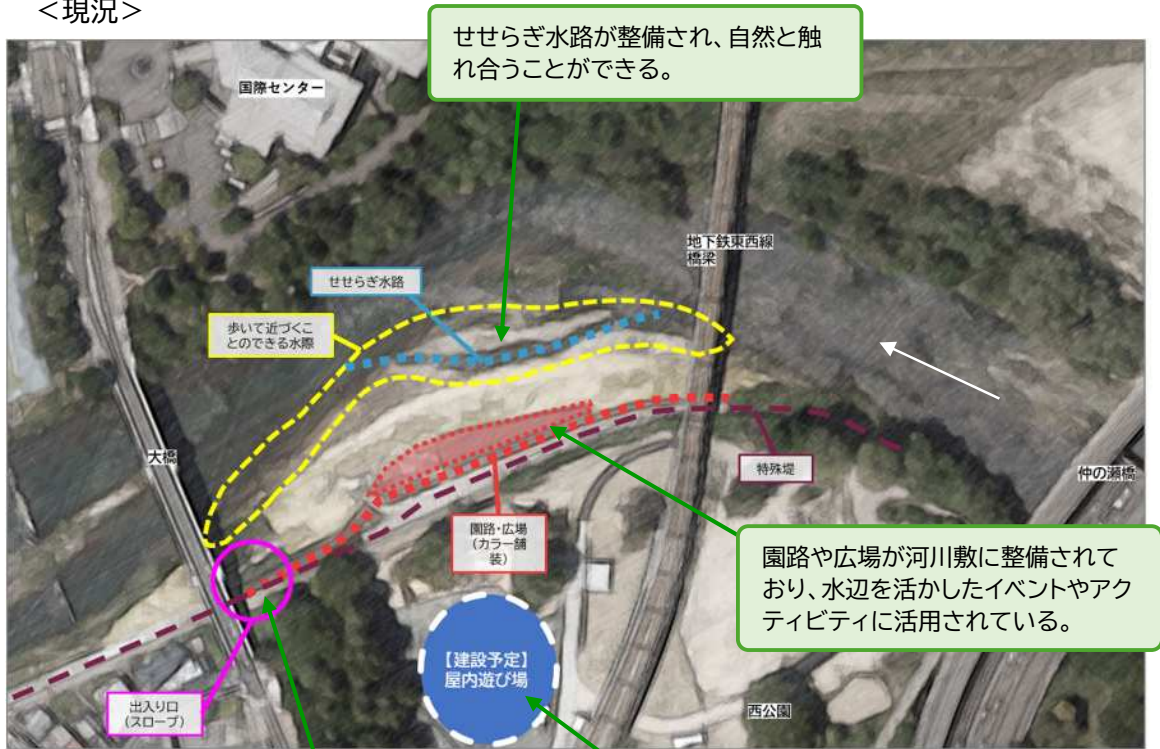 ＜現況＞
せせらぎ水路が整備され、自然と触
れ合うことができる。
国際センター
地下鉄東西線
橋梁
せせらぎ水路
歩いて近づくこ
とのできる水際
大橋
特殊堤
仲の瀬橋
園路・広場
（カラー舗
装）
園路や広場が河川敷に整備されて
おり、水辺を活かしたイベントやアク
ティビティに活用されている。
【建設予定】
屋内遊び場
出入り口
（スロープ）
西公園